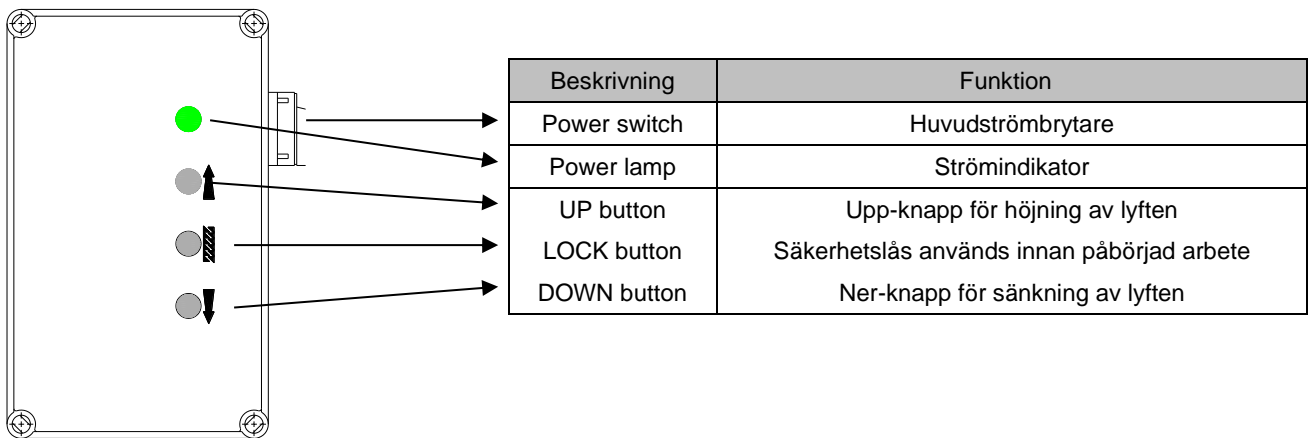 Beskrivning Funktion
Power switch Huvudströmbrytare
Power lamp Strömindikator
UP button Upp-knapp för höjning av lyften
LOCK button Säkerhetslås används innan påbörjad arbete
DOWN button Ner-knapp för sänkning av lyften